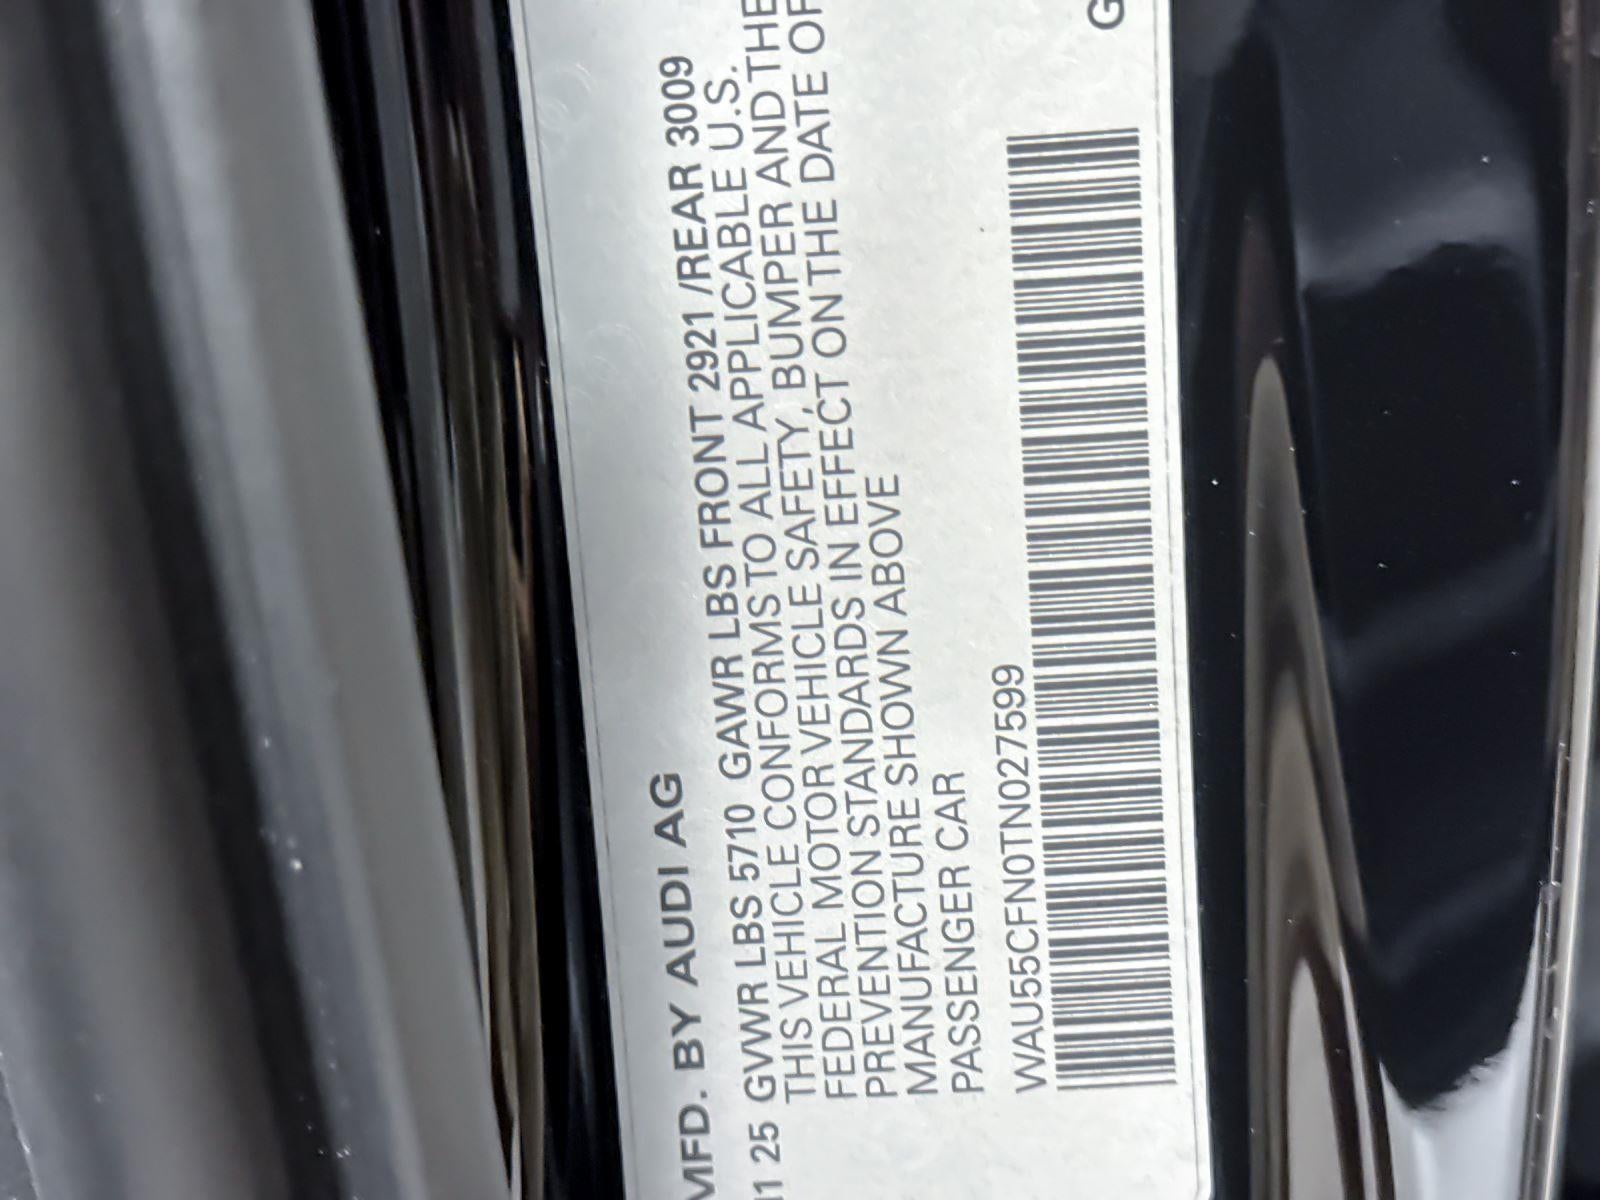 MFD. BY AUDI AG
25 GVWR LBS 5710 GAWR LBS FRONT 2921 /REAR 3009
THIS VEHICLE CONFORMS TO ALL APPLICABLE U.S.
FEDERAL MOTOR VEHICLE SAFETY, BUMPER AND THE
PREVENTION STANDARDS IN EFFECT ON THE DATE OF
MANUFACTURE SHOWN ABOVE
PASSENGER CAR
WAU55CFN0TN027599
G